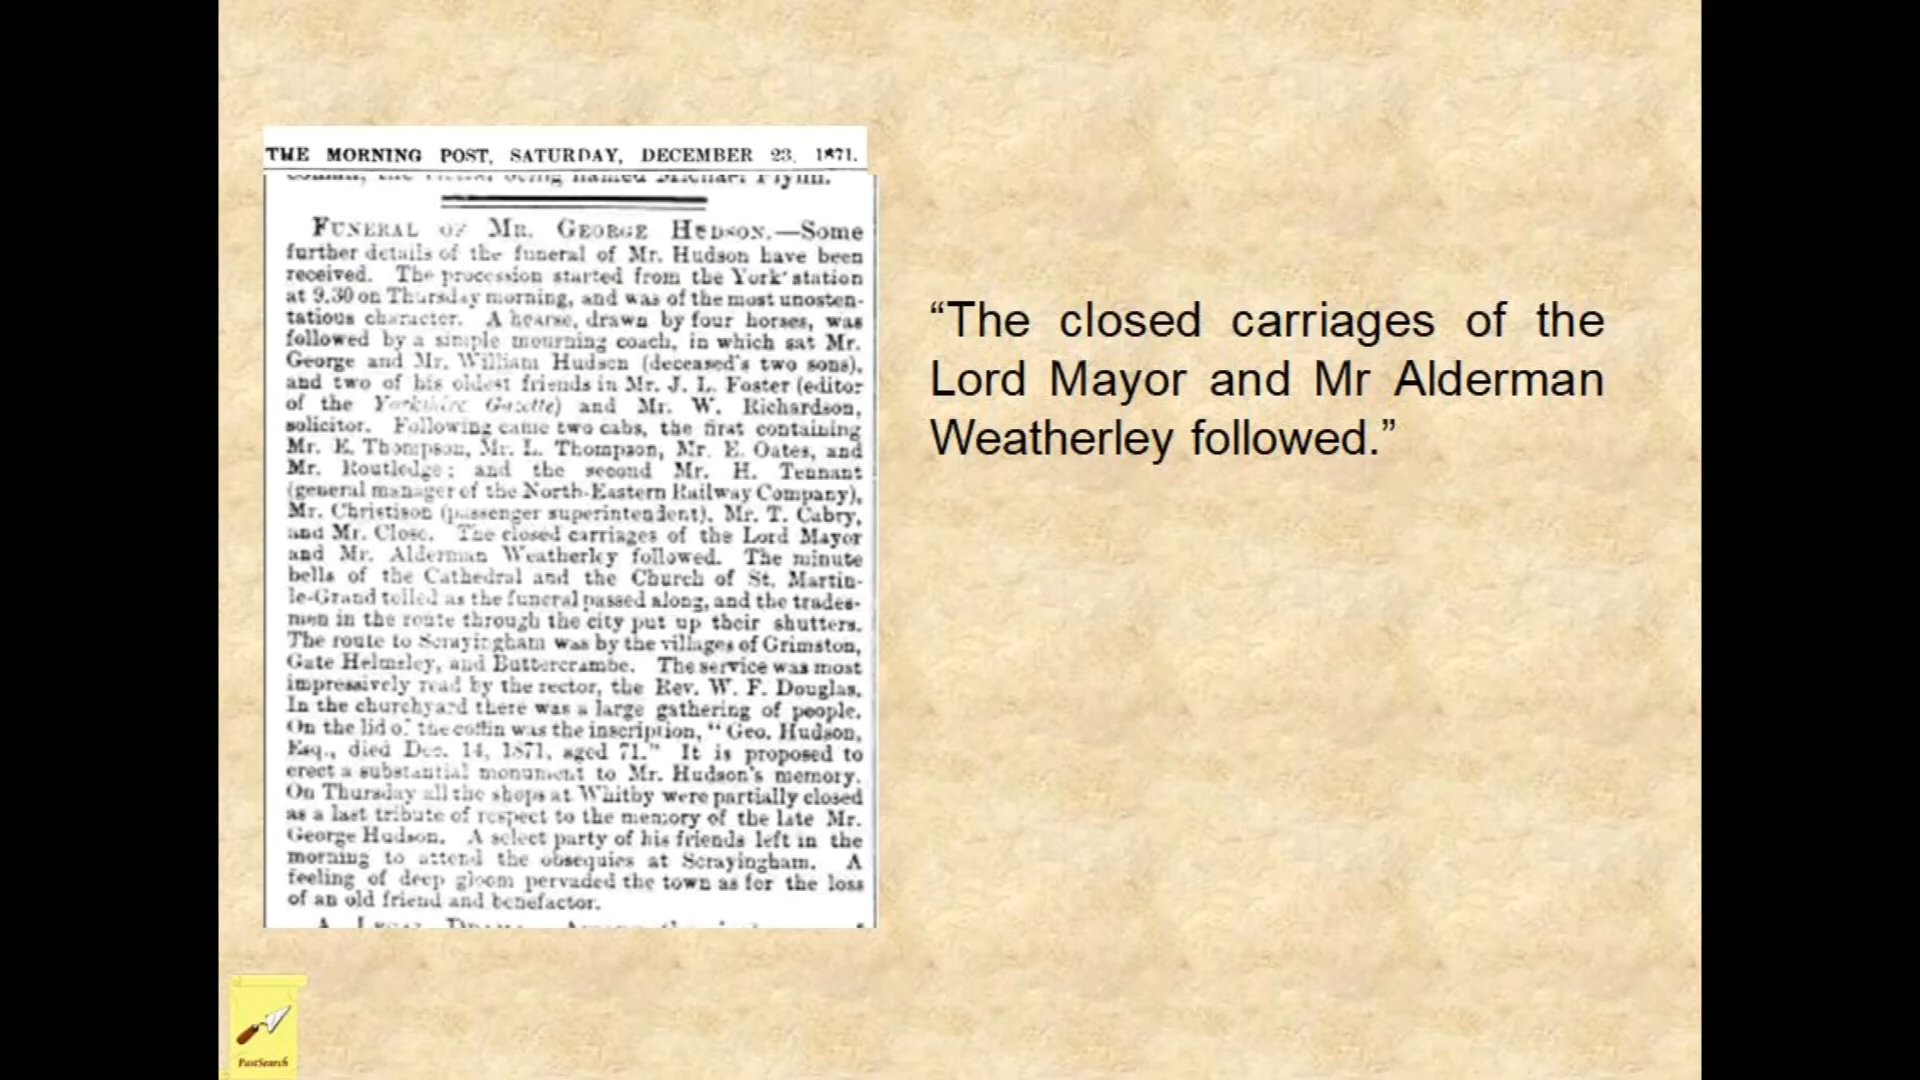 THE MORNING POST, SATURDAY, DECEMBER 23, 1871.
FUNERAL OF MR. GEORGE HUDSON.—Some
further details of the funeral of Mr. Hudson have been
received. The procession started from the York station
at 9.30 on Thursday morning, and was of the most unosten-
tatious character. A hearse, drawn by four horses, was
followed by a simple mourning coach, in which sat Mr.
George and Mr. William Hudson (deceased's two sons),
and two of his oldest friends in Mr. J. L. Foster (editor
of the Yorkshire Gazette) and Mr. W. Richardson,
solicitor. Following came two cabs, the first containing
Mr. E. Thompson, Mr. L. Thompson, Mr. E. Oates, and
Mr. Routledge; and the second Mr. H. Tennant
(general manager of the North-Eastern Railway Company),
Mr. Christison (passenger superintendent), Mr. T. Cabry,
and Mr. Close. The closed carriages of the Lord Mayor
and Mr. Alderman Weatherley followed. The minute
bells of the Cathedral and the Church of St. Martin-
le-Grand tolled as the funeral passed along, and the trades-
men in the route through the city put up their shutters.
The route to Scrayingham was by the villages of Grimston,
Gate Helmsley, and Buttercrambe. The service was most
impressively read by the rector, the Rev. W. F. Douglas.
In the churchyard there was a large gathering of people.
On the lid of the coffin was the inscription, "Geo. Hudson,
Esq., died Dec. 14, 1871, aged 71." It is proposed to
erect a substantial monument to Mr. Hudson's memory.
On Thursday all the shops at Whitby were partially closed
as a last tribute of respect to the memory of the late Mr.
George Hudson. A select party of his friends left in the
morning to attend the obsequies at Scrayingham. A
feeling of deep gloom pervaded the town as for the loss
of an old friend and benefactor.
“The closed carriages of the
Lord Mayor and Mr Alderman
Weatherley followed.”
PastSearch